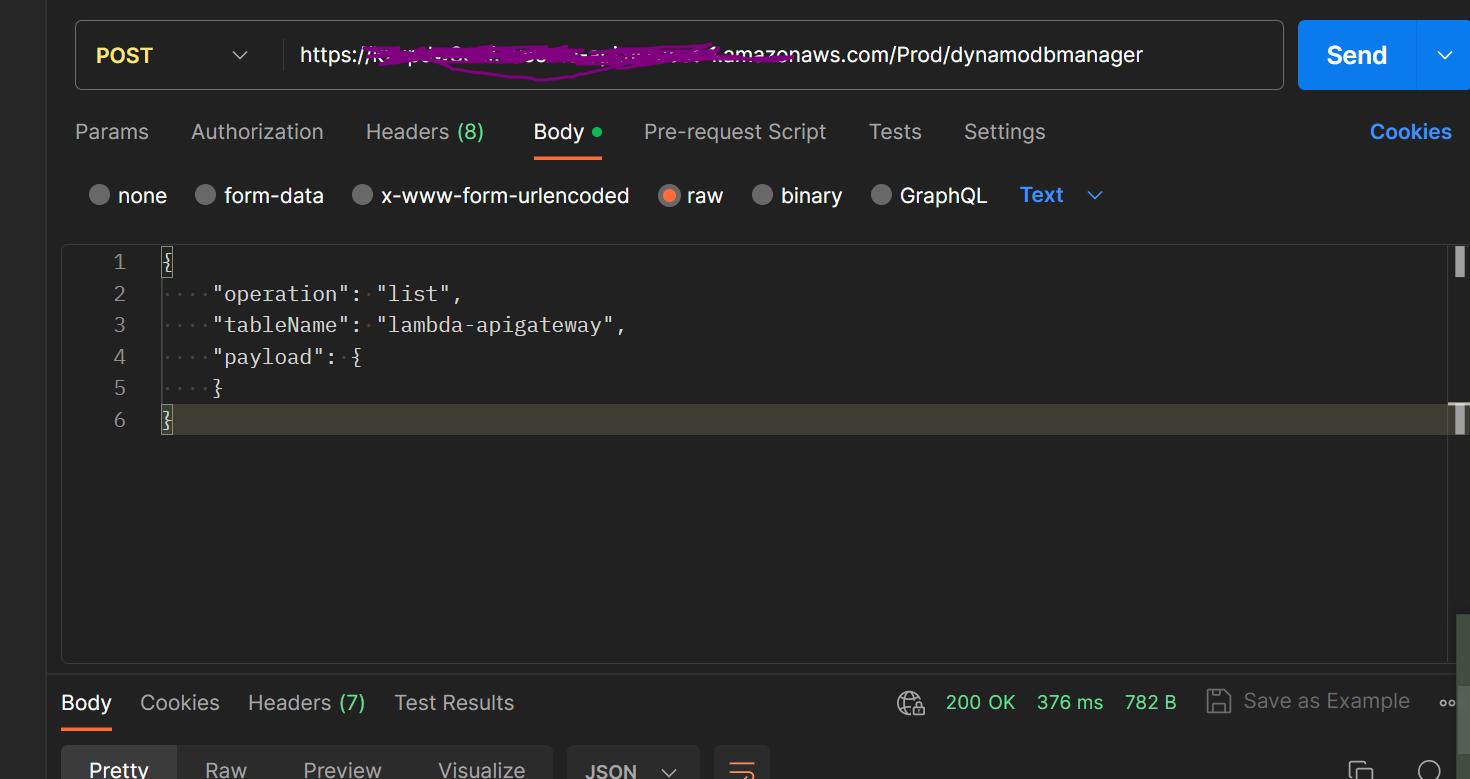 POST
https:// amazonaws.com/Prod/dynamodbmanager
Send
Params Authorization Headers (8) Body Pre-request Script Tests Settings Cookies
none form-data x-www-form-urlencoded raw binary GraphQL Text
1 {
2 "operation": "list",
3 "tableName": "lambda-apigateway",
4 "payload": {
5 }
6 }
Body Cookies Headers (7) Test Results 200 OK 376 ms 782 B Save as Example
Pretty Raw Preview Visualize JSON